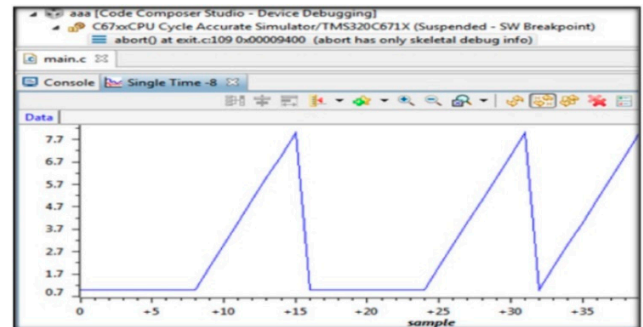 aaa [Code Composer Studio - Device Debugging]
C67xxCPU Cycle Accurate Simulator/TMS320C671X (Suspended - SW Breakpoint)
abort() at exit.c:109 0x00009400 (abort has only skeletal debug info)
main.c
Console Single Time -8
Data
7.7
6.7
5.7
4.7
3.7
2.7
1.7
0.7
0 +5 +10 +15 +20 +25 +30 +35
sample